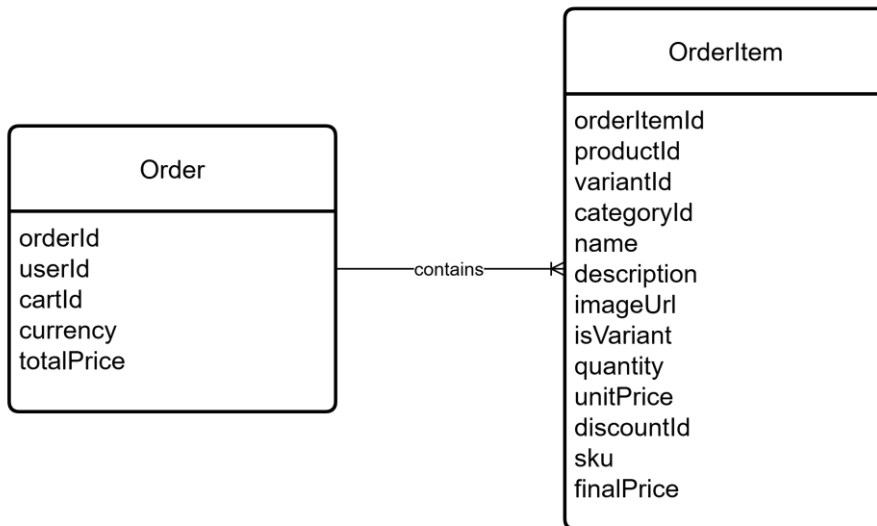 Order
orderId
userId
cartId
currency
totalPrice
contains
OrderItem
orderItemId
productId
variantId
categoryId
name
description
imageUrl
isVariant
quantity
unitPrice
discountId
sku
finalPrice